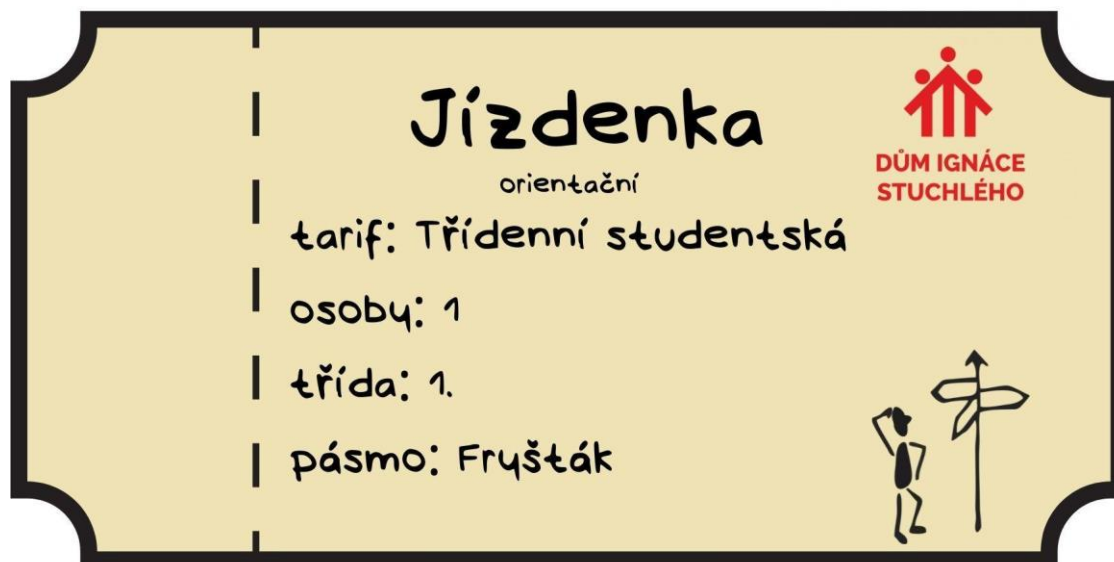 Jízdenka
orientační
DŮM IGNÁCE
STUCHLÉHO
tarif: Třídenní studentská
osoby: 1
třída: 1.
pásmo: Fryšták